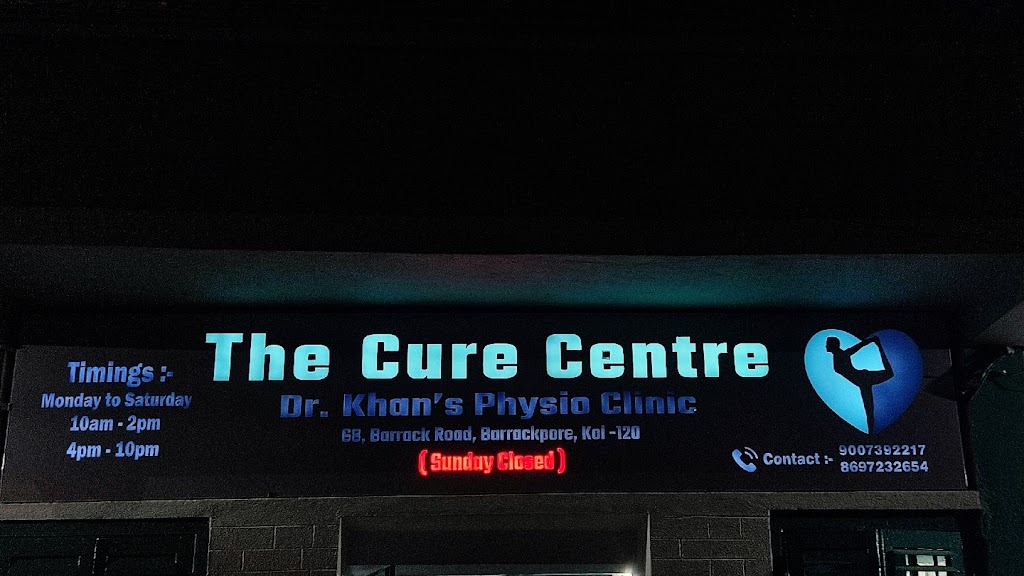 The Cure Centre
Dr. Khan's Physio Clinic
6B, Barrack Road, Barrackpore, Kol -120
( Sunday Closed )
Timings :-
Monday to Saturday
10am - 2pm
4pm - 10pm
Contact :- 9007392217
8697232654